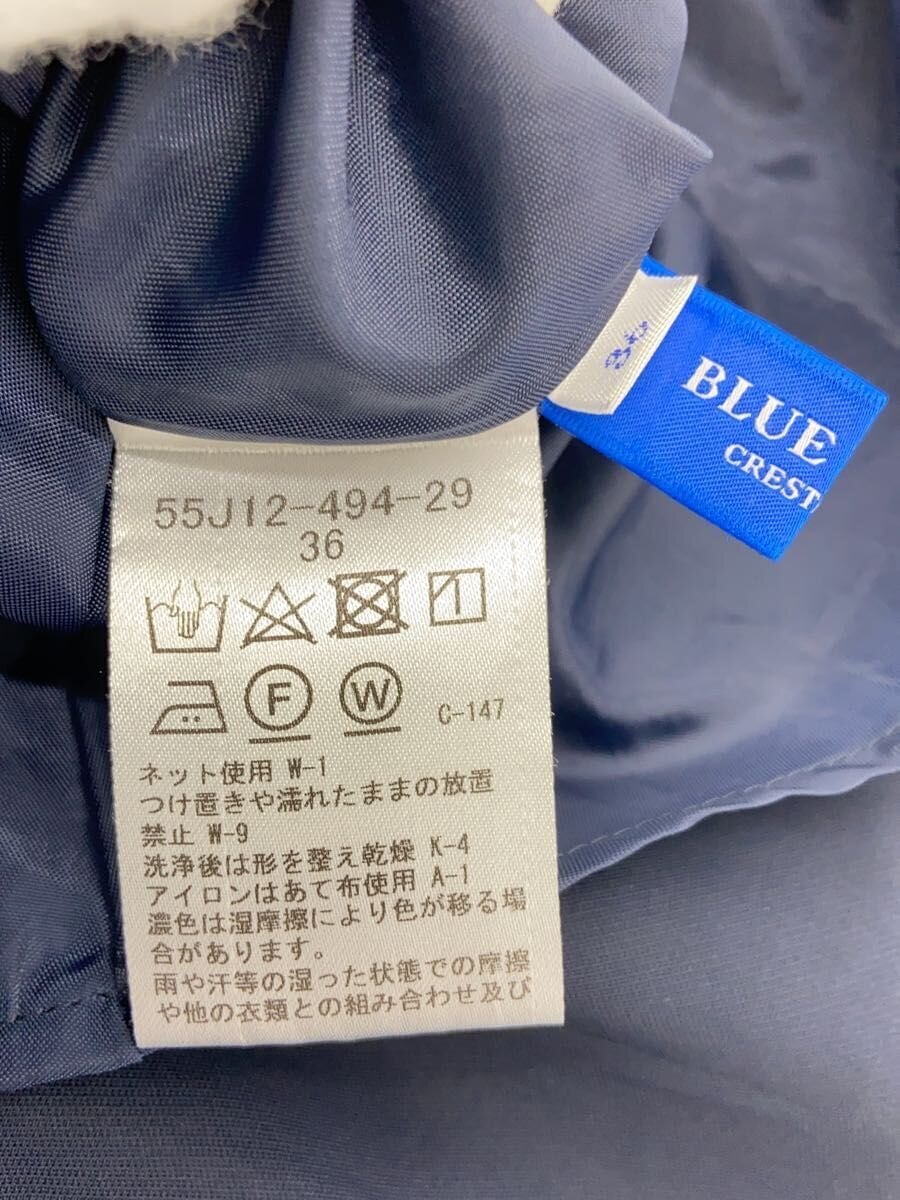 BLUE
CREST
55J12-494-29
36
F
W
C-147
ネット使用 W-1
つけ置きや濡れたままの放置
禁止 W-9
洗浄後は形を整え乾燥 K-4
アイロンはあて布使用 A-1
濃色は湿摩擦により色が移る場
合があります。
雨や汗等の湿った状態での摩擦
や他の衣類との組み合わせ及び